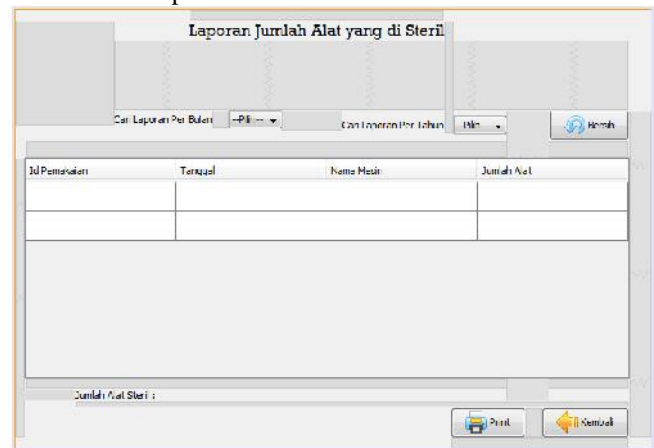 Laporan Jumlah Alat yang di Steril
Cari Laporan Per Bulan --Pilih-- Cari Laporan Per Tahun Pilih Bersih
Id Pemakaian Tanggal Nama Mesin Jumlah Alat
Jumlah Alat Steril :
Print Kembali